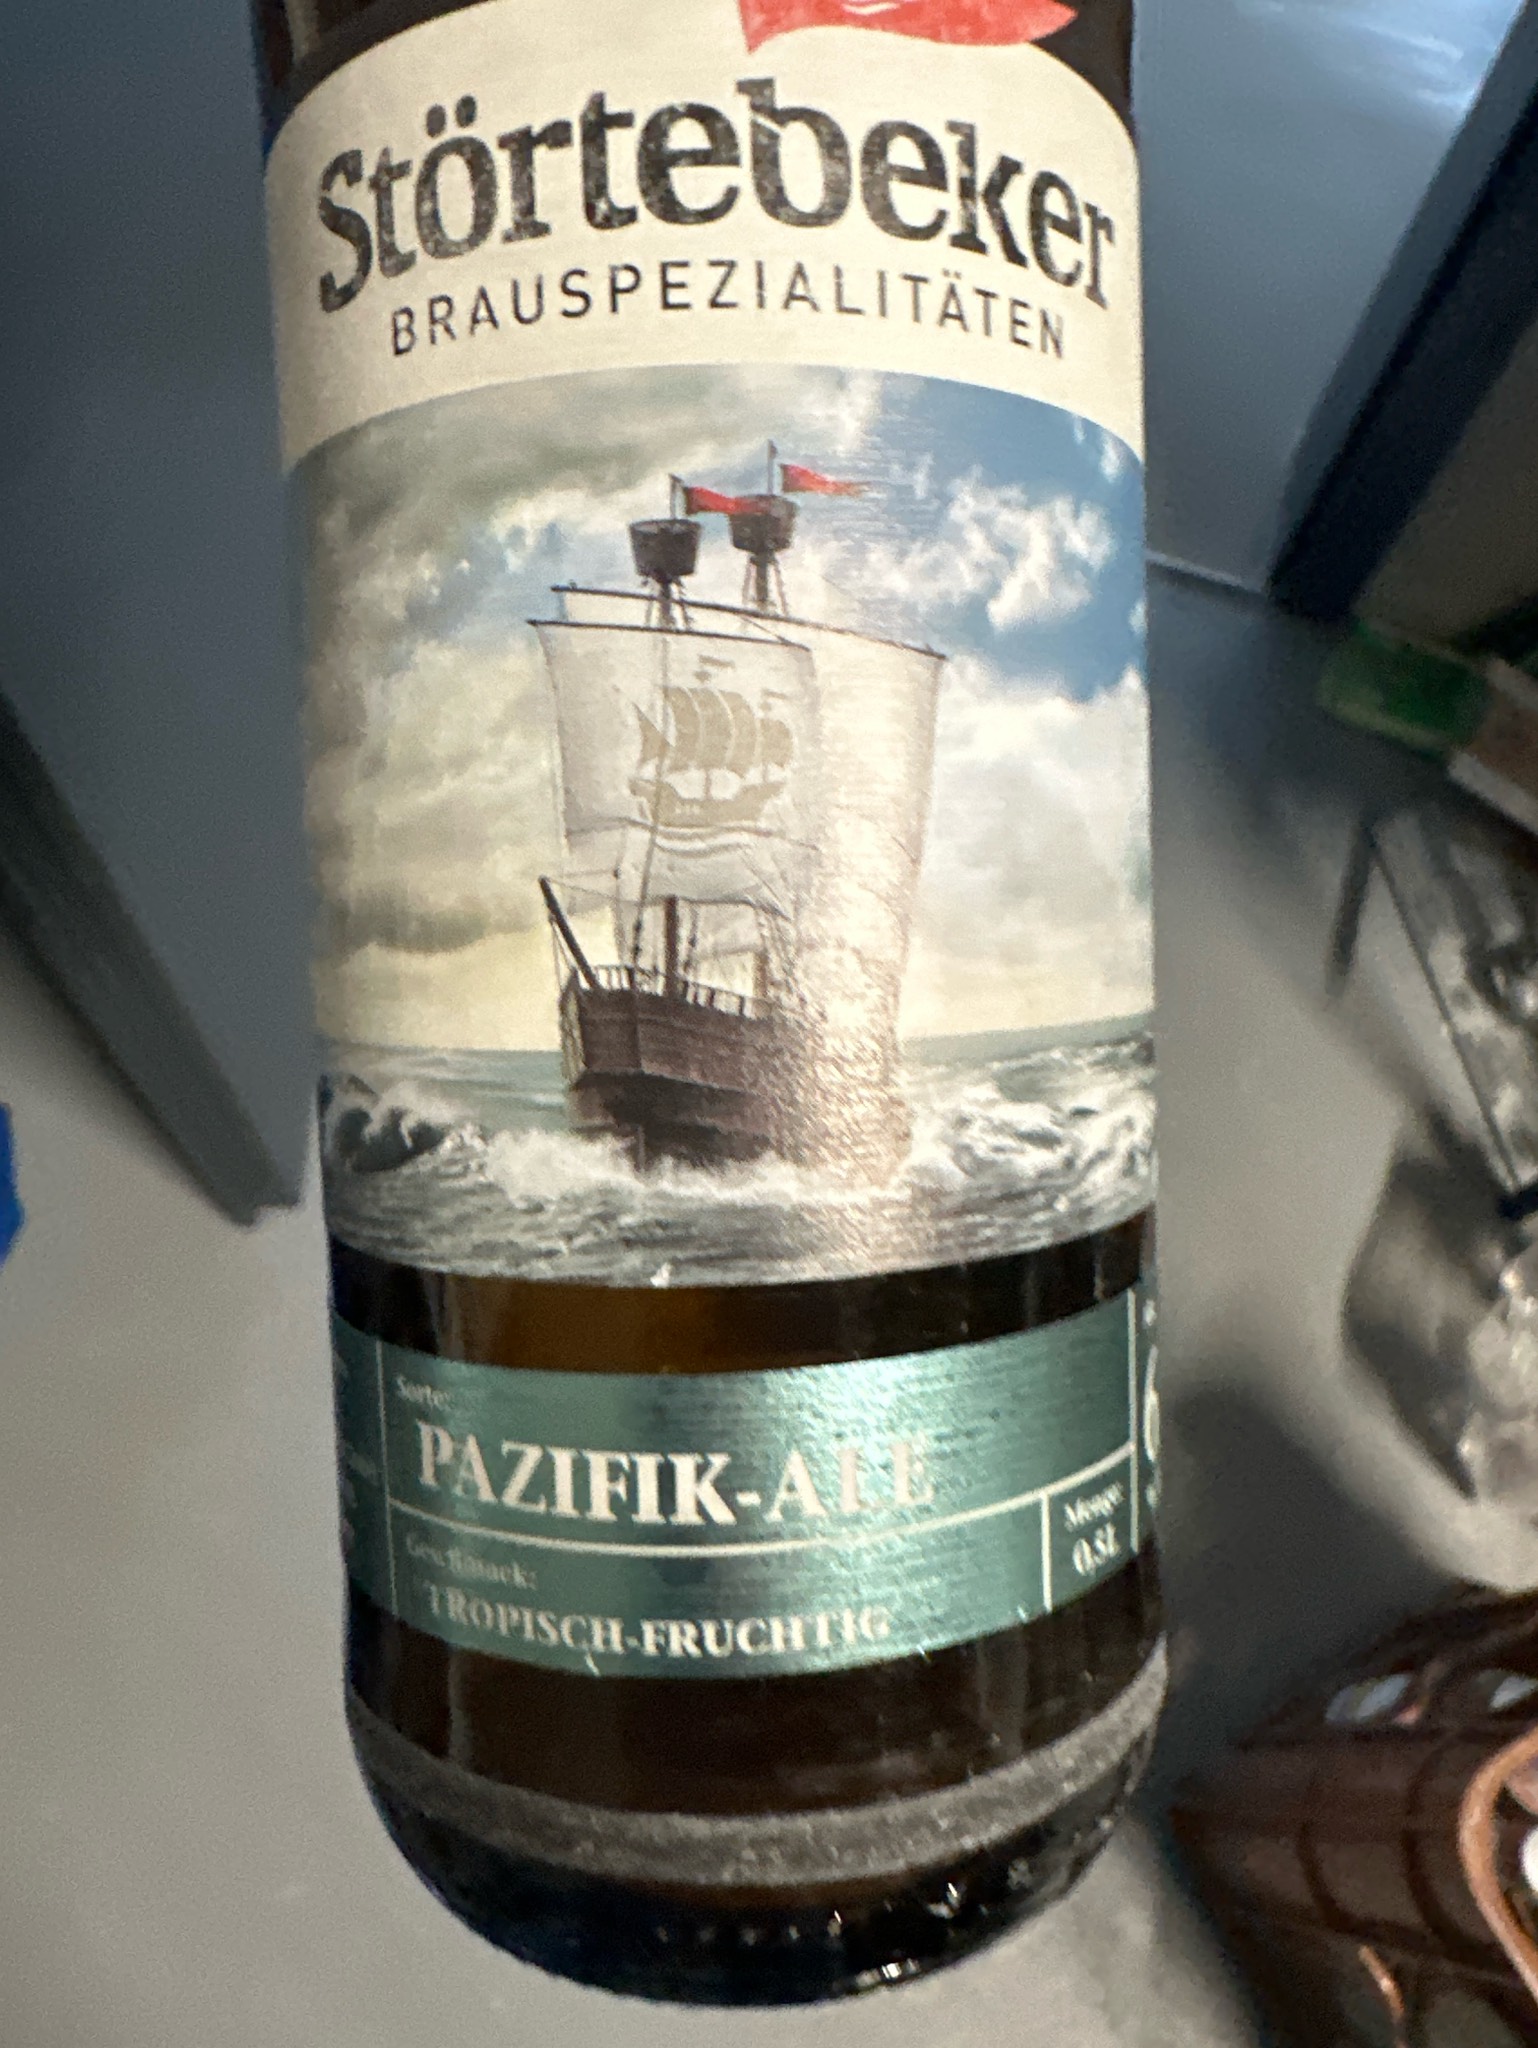 Störtebeker
BRAUSPEZIALITÄTEN
Sorte:
PAZIFIK-ALE
Geschmack:
TROPISCH-FRUCHTIG
Menge:
0,5L